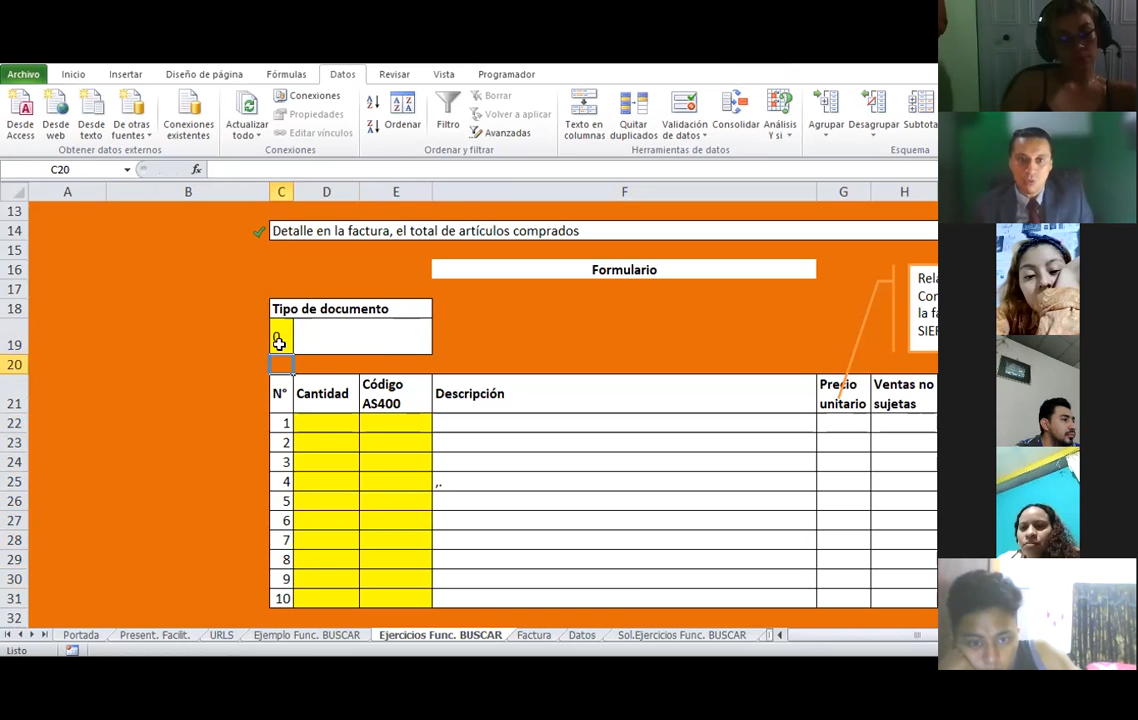 Archivo Inicio Insertar Diseño de página Fórmulas Datos Revisar Vista Programador
Desde Access
Desde web
Desde texto
De otras fuentes
Conexiones existentes
Obtener datos externos
Actualizar todo
Conexiones
Propiedades
Editar vínculos
Conexiones
Ordenar
Filtro
Borrar
Volver a aplicar
Avanzadas
Ordenar y filtrar
Texto en columnas
Quitar duplicados
Validación de datos
Consolidar
Análisis Y si
Herramientas de datos
Agrupar
Desagrupar
Subtota
Esquema
C20 fx
A B C D E F G H
13
14 Detalle en la factura, el total de artículos comprados
15
16 Formulario
17
Rela
Con
la fa
SIEF
18 Tipo de documento
19 0
20
21 N° Cantidad Código AS400 Descripción Precio unitario Ventas no sujetas
22 1
23 2
24 3
25 4 ,.
26 5
27 6
28 7
29 8
30 9
31 10
32
Portada Present. Facilit. URLS Ejemplo Func. BUSCAR Ejercicios Func. BUSCAR Factura Datos Sol.Ejercicios Func. BUSCAR
Listo